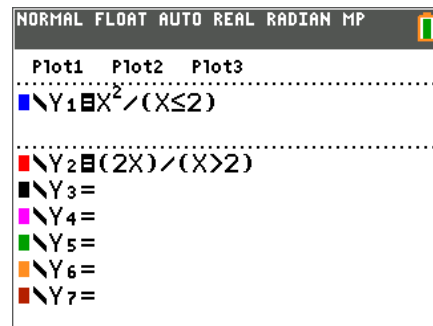 NORMAL FLOAT AUTO REAL RADIAN MP
Plot1 Plot2 Plot3
\Y₁=X²/(X≤2)
\Y₂=(2X)/(X>2)
\Y₃=
\Y₄=
\Y₅=
\Y₆=
\Y₇=